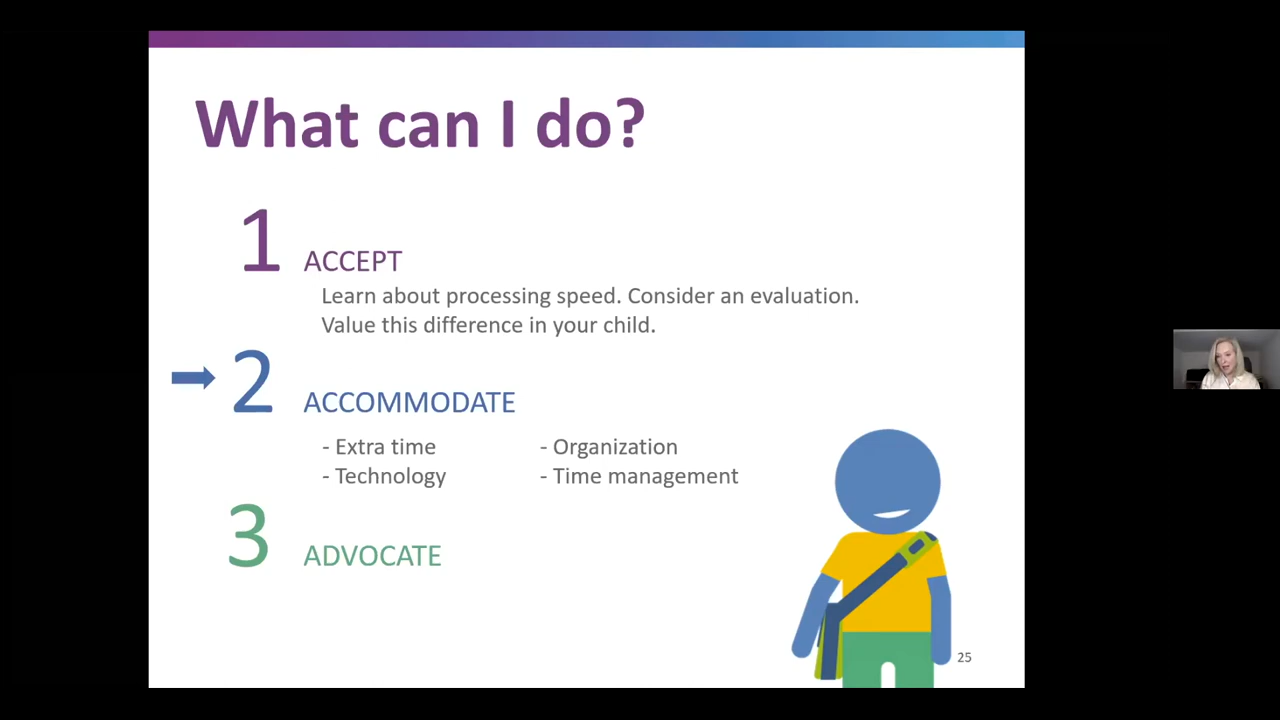 What can I do?
1 ACCEPT
Learn about processing speed. Consider an evaluation.
Value this difference in your child.
2 ACCOMMODATE
- Extra time - Organization
- Technology - Time management
3 ADVOCATE
25